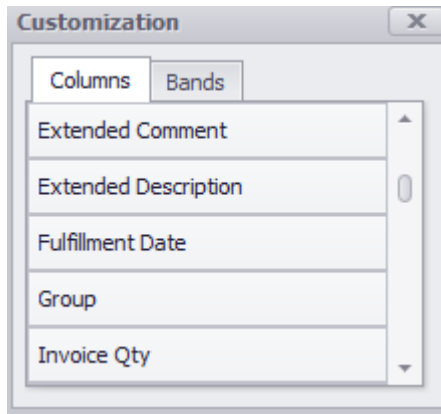 Customization
Columns Bands
Extended Comment
Extended Description
Fulfillment Date
Group
Invoice Qty